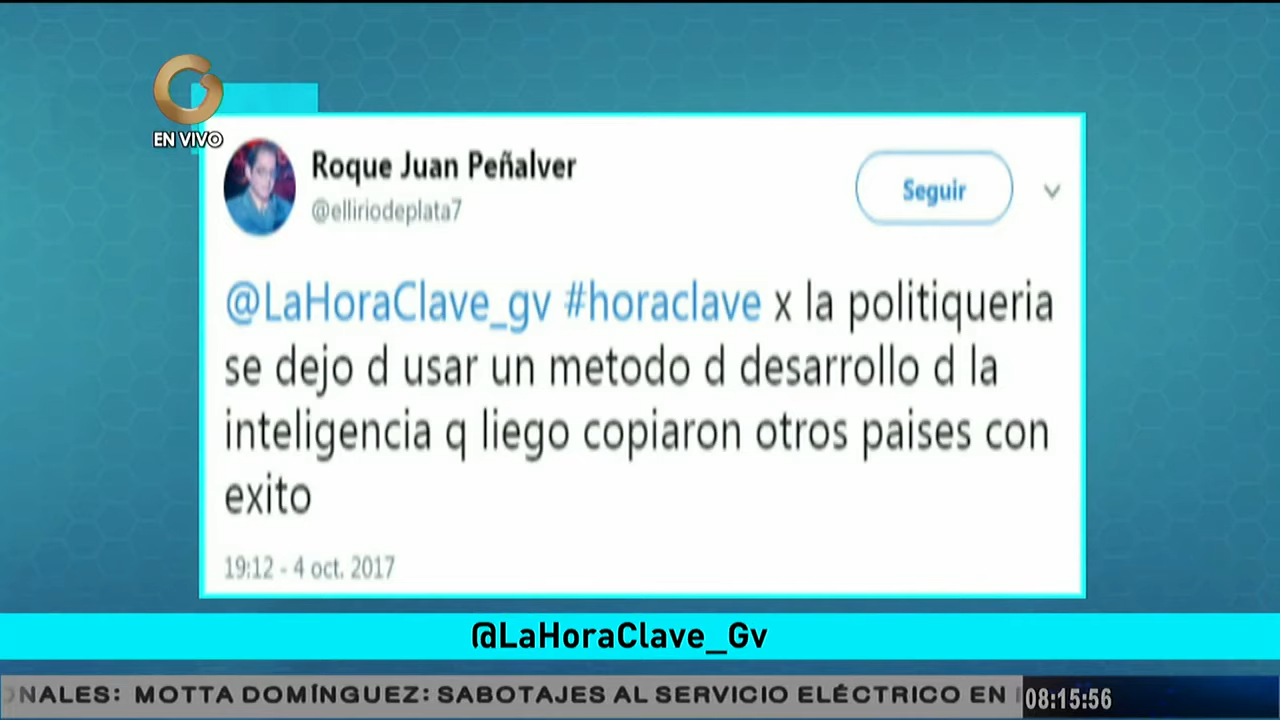 EN VIVO
Roque Juan Peñalver
@elliriodeplata7
Seguir
@LaHoraClave_gv #horaclave x la politiqueria
se dejo d usar un metodo d desarrollo d la
inteligencia q liego copiaron otros paises con
exito
19:12 - 4 oct. 2017
@LaHoraClave_Gv
NALES: MOTTA DOMÍNGUEZ: SABOTAJES AL SERVICIO ELÉCTRICO EN
08:15:56